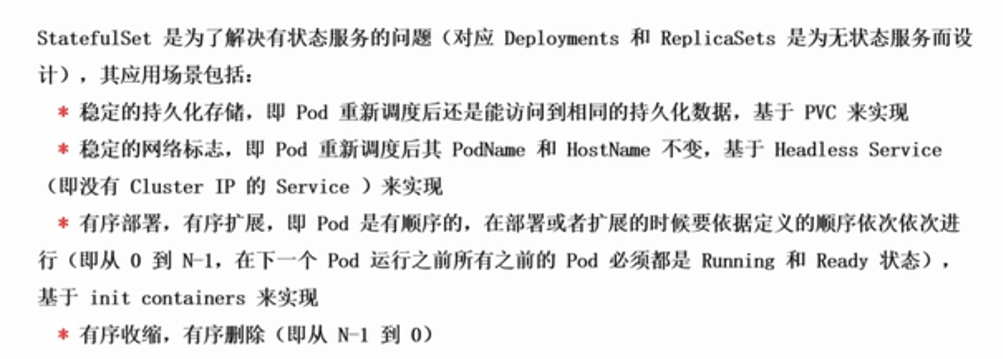 StatefulSet 是为了解决有状态服务的问题（对应 Deployments 和 ReplicaSets 是为无状态服务而设
计），其应用场景包括：
* 稳定的持久化存储，即 Pod 重新调度后还是能访问到相同的持久化数据，基于 PVC 来实现
* 稳定的网络标志，即 Pod 重新调度后其 PodName 和 HostName 不变，基于 Headless Service
（即没有 Cluster IP 的 Service ）来实现
* 有序部署，有序扩展，即 Pod 是有顺序的，在部署或者扩展的时候要依据定义的顺序依次依次进
行（即从 0 到 N-1，在下一个 Pod 运行之前所有之前的 Pod 必须都是 Running 和 Ready 状态），
基于 init containers 来实现
* 有序收缩，有序删除（即从 N-1 到 0）